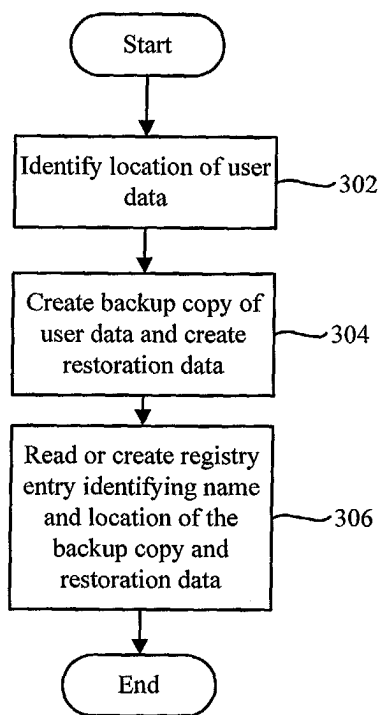 Start
Identify location of user
data
302
Create backup copy of
user data and create
restoration data
304
Read or create registry
entry identifying name
and location of the
backup copy and
restoration data
306
End